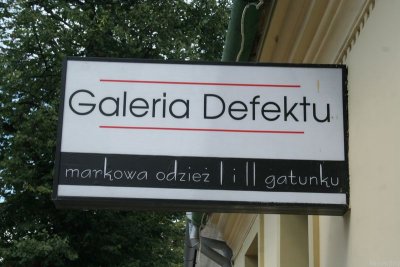 Galeria Defektu
markowa odzież I i II gatunku